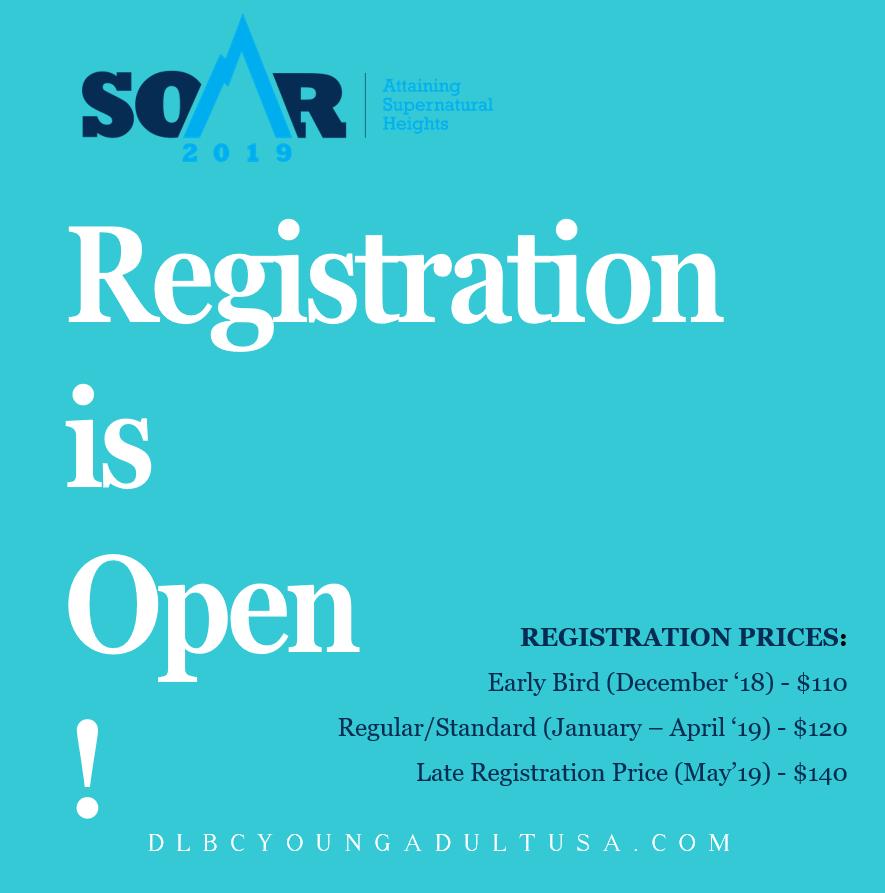 SOAR
2019
Attaining
Supernatural
Heights
Registration
is
Open
!
REGISTRATION PRICES:
Early Bird (December ‘18) - $110
Regular/Standard (January – April ‘19) - $120
Late Registration Price (May’19) - $140
DLBCYOUNGADULTUSA.COM